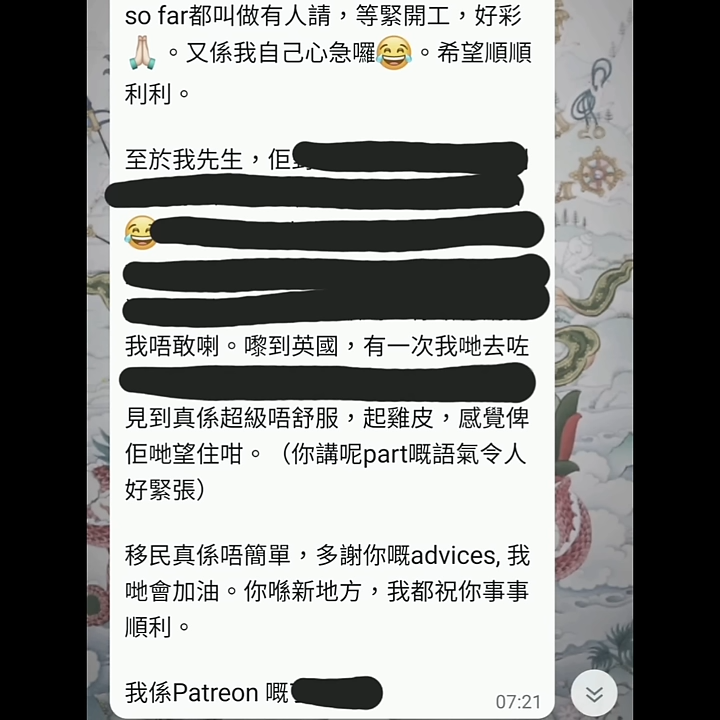 so far都叫做有人請，等緊開工，好彩
🙏🏻。又係我自己心急囉😂。希望順順
利利。
至於我先生，佢
😂
我唔敢喇。嚟到英國，有一次我哋去咗
見到真係超級唔舒服，起雞皮，感覺俾
佢哋望住咁。（你講呢part嘅語氣令人
好緊張）
移民真係唔簡單，多謝你嘅advices, 我
哋會加油。你喺新地方，我都祝你事事
順利。
我係Patreon 嘅
07:21